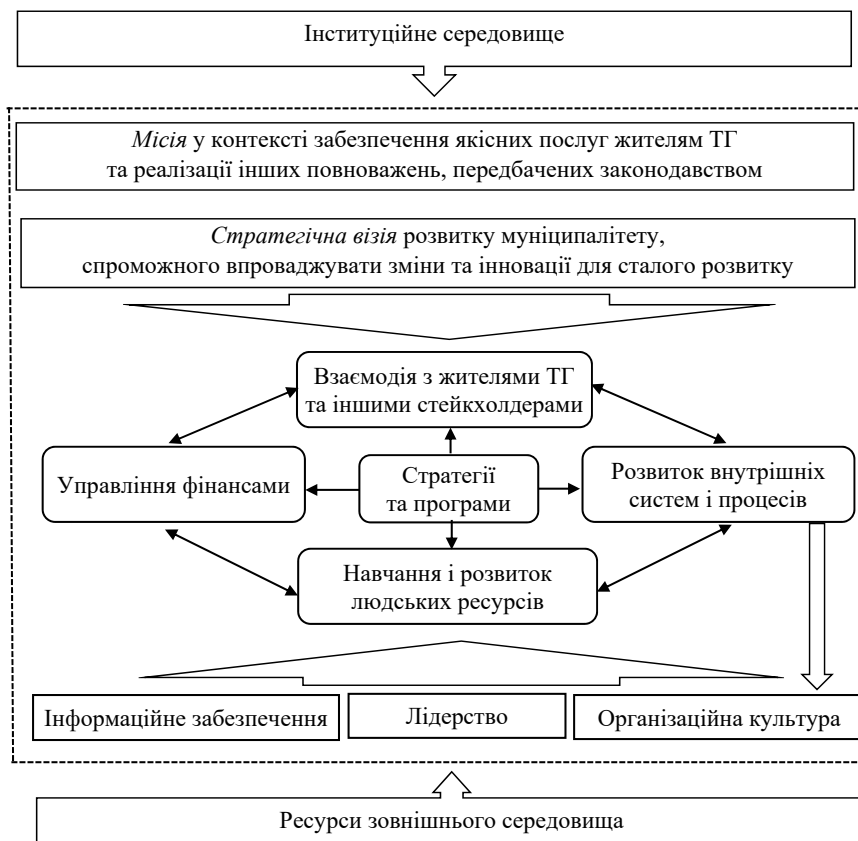 Інституційне середовище
Місія у контексті забезпечення якісних послуг жителям ТГ
та реалізації інших повноважень, передбачених законодавством
Стратегічна візія розвитку муніципалітету,
спроможного впроваджувати зміни та інновації для сталого розвитку
Взаємодія з жителями ТГ
та іншими стейкхолдерами
Управління фінансами
Стратегії
та програми
Розвиток внутрішніх
систем і процесів
Навчання і розвиток
людських ресурсів
Інформаційне забезпечення
Лідерство
Організаційна культура
Ресурси зовнішнього середовища